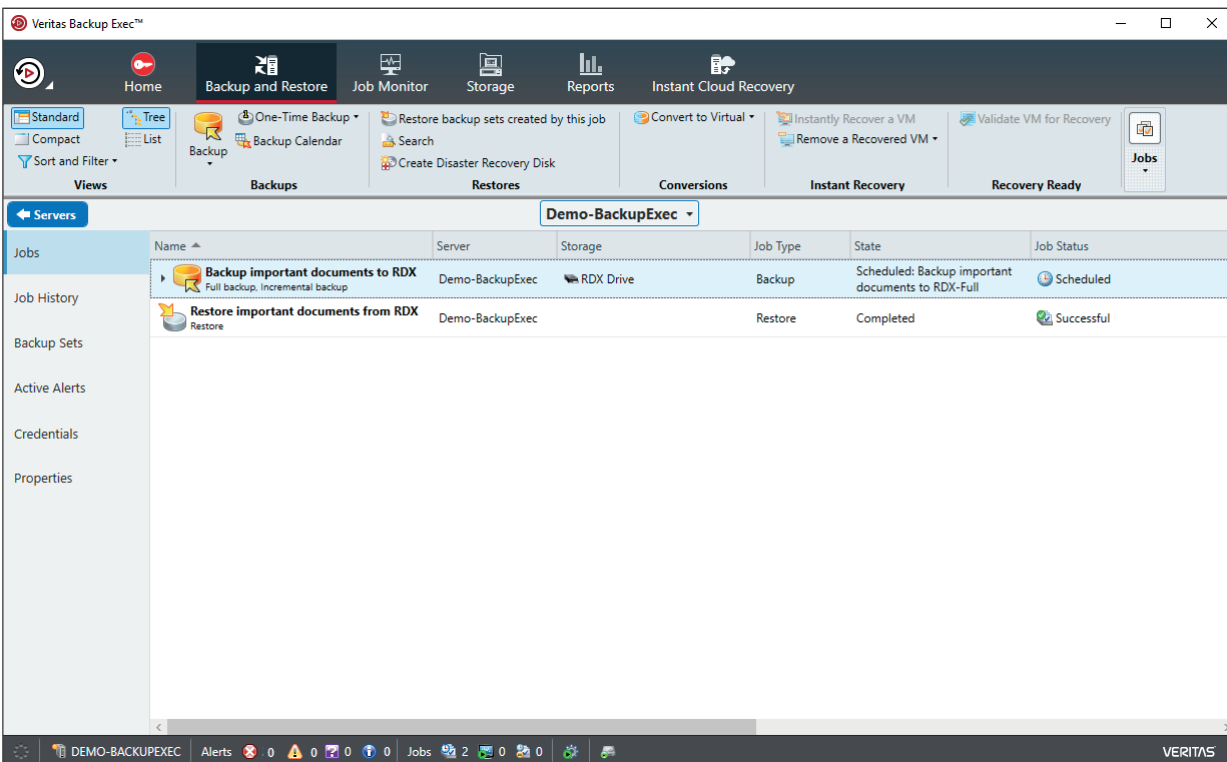 Veritas Backup Exec™
Home
Backup and Restore
Job Monitor
Storage
Reports
Instant Cloud Recovery
Standard
Compact
Sort and Filter
Tree
List
Views
Backup
One-Time Backup
Backup Calendar
Backups
Restore backup sets created by this job
Search
Create Disaster Recovery Disk
Restores
Convert to Virtual
Conversions
Instantly Recover a VM
Remove a Recovered VM
Instant Recovery
Validate VM for Recovery
Recovery Ready
Jobs
Servers
Demo-BackupExec
Jobs
Job History
Backup Sets
Active Alerts
Credentials
Properties
Name Server Storage Job Type State Job Status
Backup important documents to RDX
Full backup, Incremental backup
Demo-BackupExec
RDX Drive
Backup
Scheduled: Backup important
documents to RDX-Full
Scheduled
Restore important documents from RDX
Restore
Demo-BackupExec
Restore
Completed
Successful
DEMO-BACKUPEXEC Alerts 0 0 0 0 Jobs 2 0 0
VERITAS